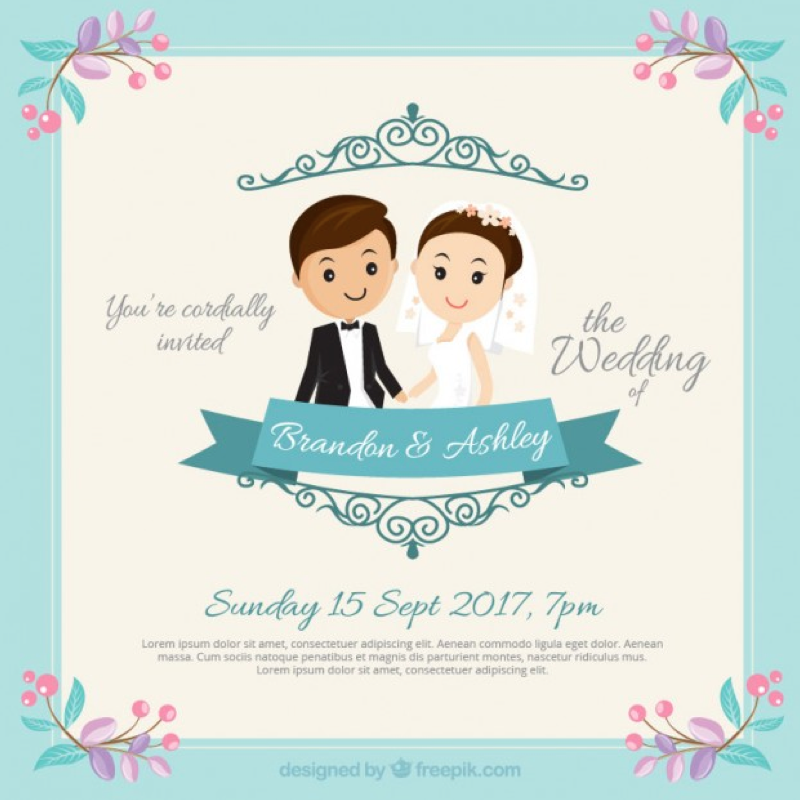 You're cordially
invited
the
Wedding
of
Brandon & Ashley
Sunday 15 Sept 2017, 7pm
Lorem ipsum dolor sit amet, consectetuer adipiscing elit. Aenean commodo ligula eget dolor. Aenean
massa. Cum sociis natoque penatibus et magnis dis parturient montes, nascetur ridiculus mus.
Lorem ipsum dolor sit amet, consectetuer adipiscing elit.
designed by freepik.com